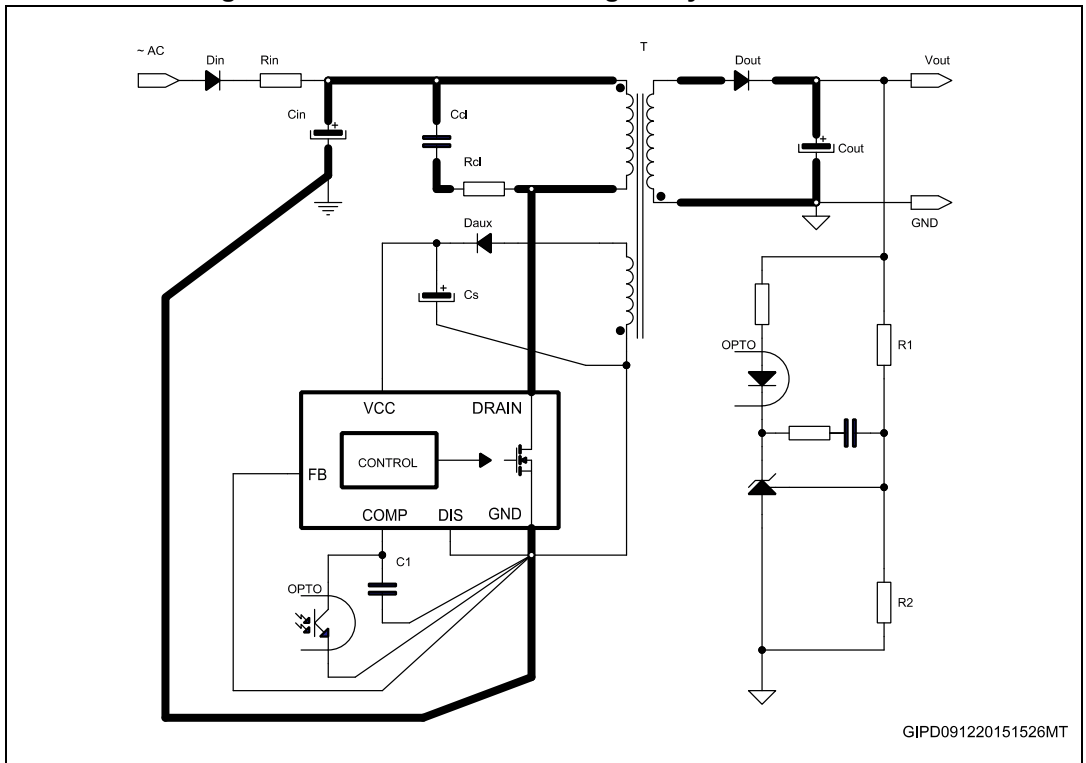 ~ AC
Din
Rin
T
Dout
Vout
Cin
+
Ccl
+
Cout
Rcl
GND
Daux
+
Cs
OPTO
R1
VCC
DRAIN
FB
CONTROL
COMP
DIS
GND
C1
OPTO
R2
GIPD091220151526MT